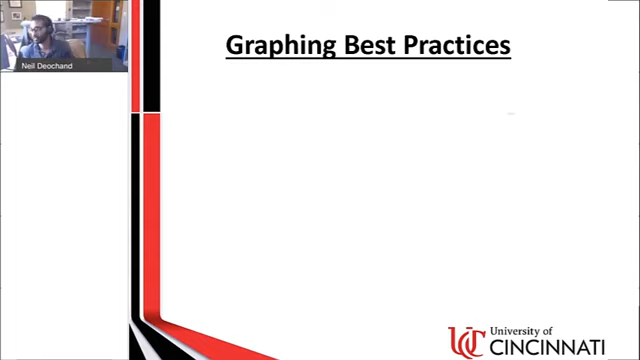 Graphing Best Practices
Neil Deochand
University of
CINCINNATI